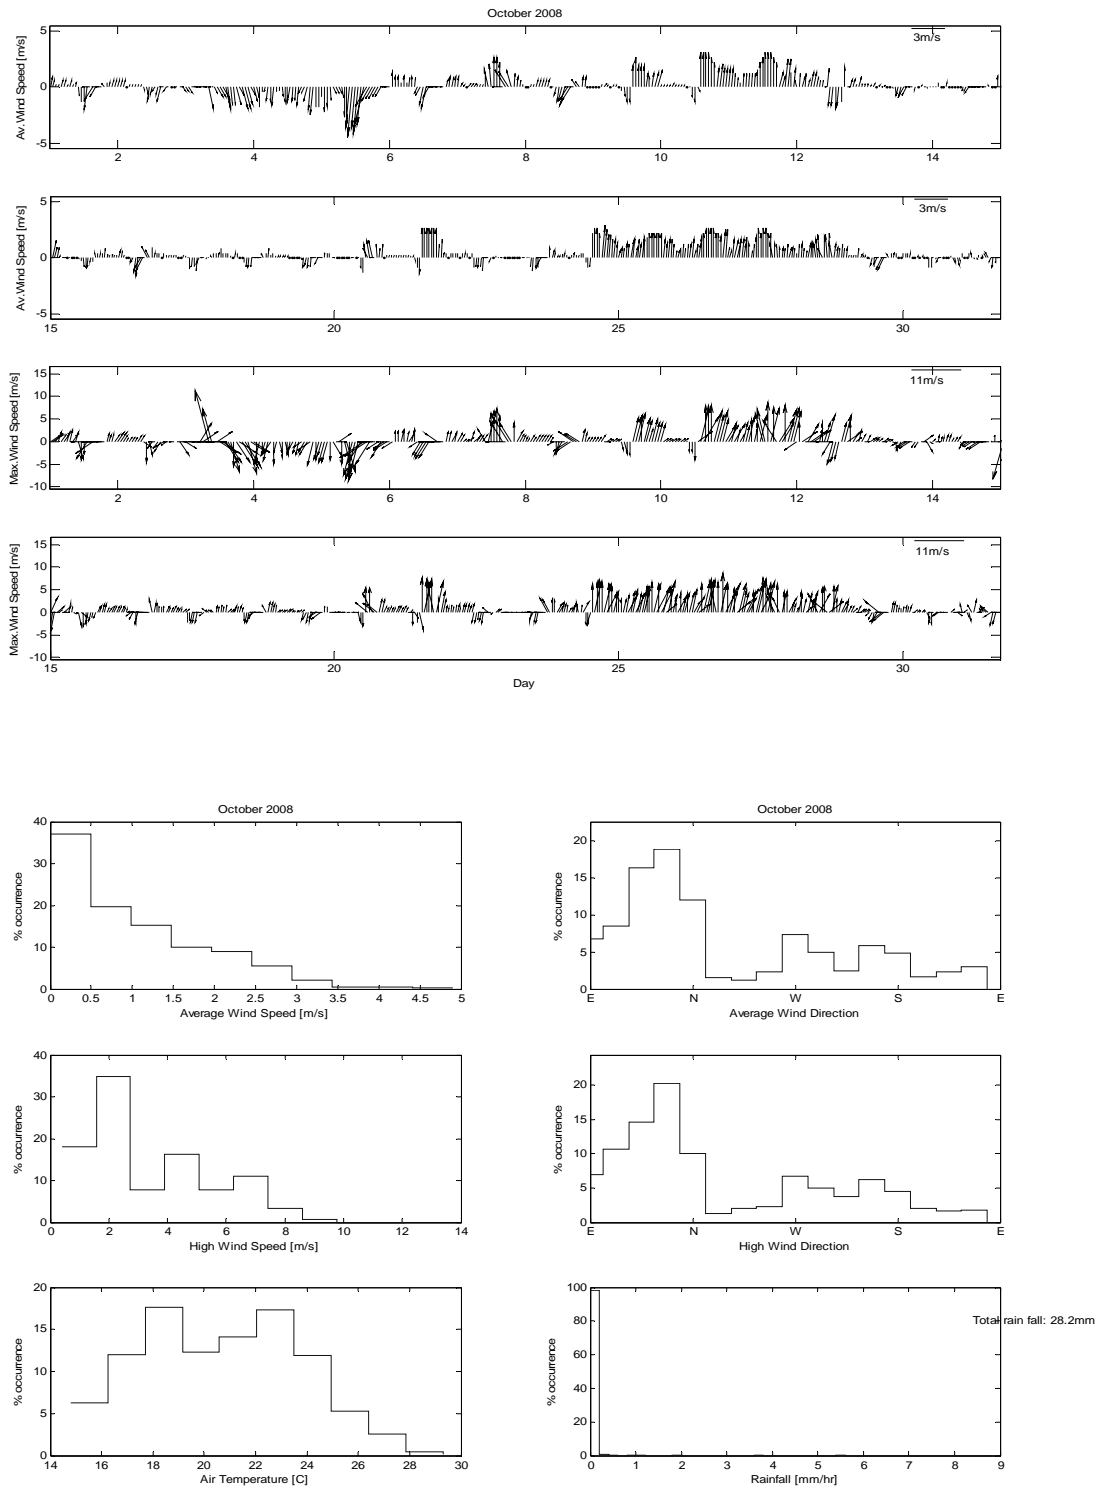 October 2008
5
0
-5
Av.Wind Speed [m/s]
3m/s
2 4 6 8 10 12 14
5
0
-5
Av.Wind Speed [m/s]
3m/s
15 20 25 30
15
10
5
0
-5
-10
Max.Wind Speed [m/s]
11m/s
2 4 6 8 10 12 14
15
10
5
0
-5
-10
Max.Wind Speed [m/s]
11m/s
15 20 25 30
Day
October 2008
40
30
20
10
0
% occurrence
0 0.5 1 1.5 2 2.5 3 3.5 4 4.5 5
Average Wind Speed [m/s]
October 2008
20
15
10
5
0
% occurrence
E N W S E
Average Wind Direction
40
30
20
10
0
% occurrence
0 2 4 6 8 10 12 14
High Wind Speed [m/s]
20
15
10
5
0
% occurrence
E N W S E
High Wind Direction
20
15
10
5
0
% occurrence
14 16 18 20 22 24 26 28 30
Air Temperature [C]
100
80
60
40
20
0
% occurrence
Total rain fall: 28.2mm
0 1 2 3 4 5 6 7 8 9
Rainfall [mm/hr]